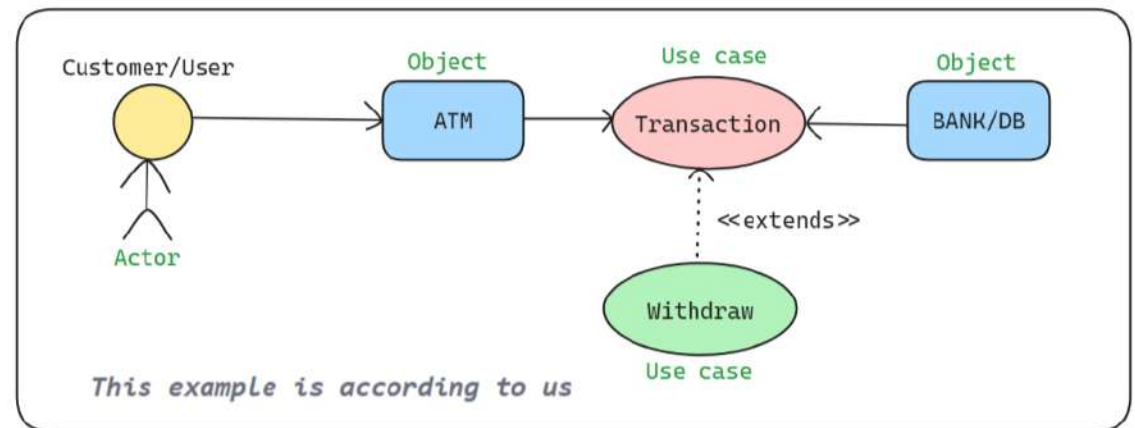 Customer/User
Object
Use case
Object
ATM
Transaction
BANK/DB
<<extends>>
Actor
Withdraw
Use case
This example is according to us